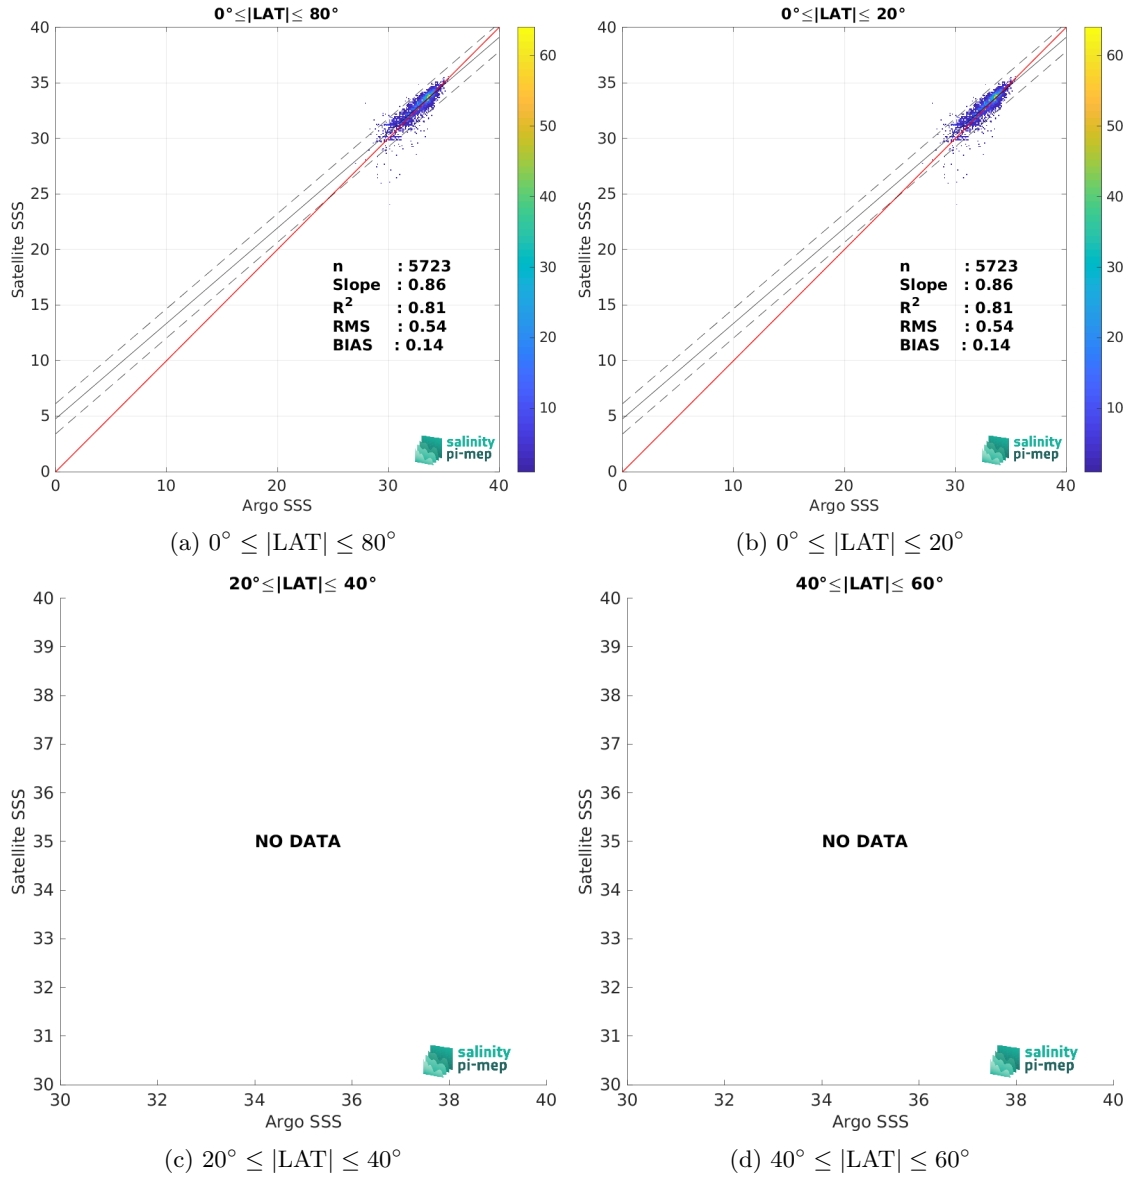 0°≤|LAT|≤ 80°
40
35
30
25
20
15
10
5
0
Satellite SSS
n : 5723
Slope : 0.86
R² : 0.81
RMS : 0.54
BIAS : 0.14
salinity
pi-mep
0 10 20 30 40
Argo SSS
60
50
40
30
20
10
(a) 0° ≤ |LAT| ≤ 80°
0°≤|LAT|≤ 20°
40
35
30
25
20
15
10
5
0
Satellite SSS
n : 5723
Slope : 0.86
R² : 0.81
RMS : 0.54
BIAS : 0.14
salinity
pi-mep
0 10 20 30 40
Argo SSS
60
50
40
30
20
10
(b) 0° ≤ |LAT| ≤ 20°
20°≤|LAT|≤ 40°
40
39
38
37
36
35
34
33
32
31
30
Satellite SSS
NO DATA
salinity
pi-mep
30 32 34 36 38 40
Argo SSS
(c) 20° ≤ |LAT| ≤ 40°
40°≤|LAT|≤ 60°
40
39
38
37
36
35
34
33
32
31
30
Satellite SSS
NO DATA
salinity
pi-mep
30 32 34 36 38 40
Argo SSS
(d) 40° ≤ |LAT| ≤ 60°